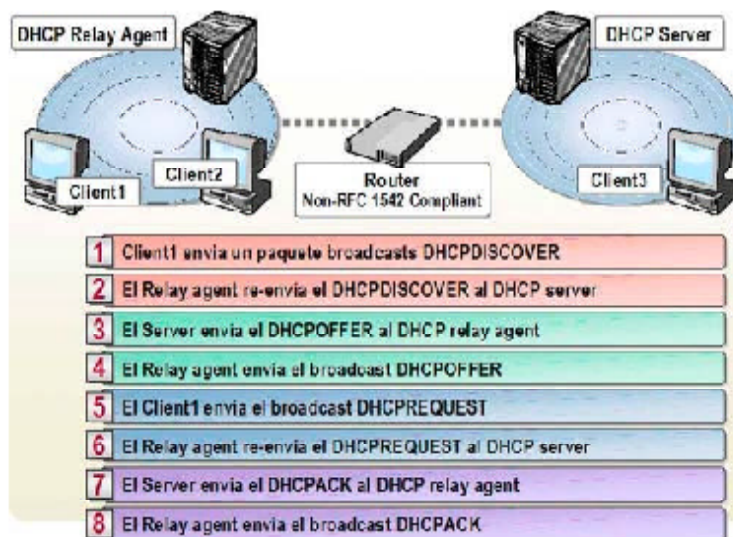 DHCP Relay Agent
DHCP Server
Client1
Client2
Router
Non-RFC 1542 Compliant
Client3
1 Client1 envia un paquete broadcasts DHCPDISCOVER
2 El Relay agent re-envia el DHCPDISCOVER al DHCP server
3 El Server envia el DHCPOFFER al DHCP relay agent
4 El Relay agent envia el broadcast DHCPOFFER
5 El Client1 envia el broadcast DHCPREQUEST
6 El Relay agent re-envia el DHCPREQUEST al DHCP server
7 El Server envia el DHCPACK al DHCP relay agent
8 El Relay agent envia el broadcast DHCPACK